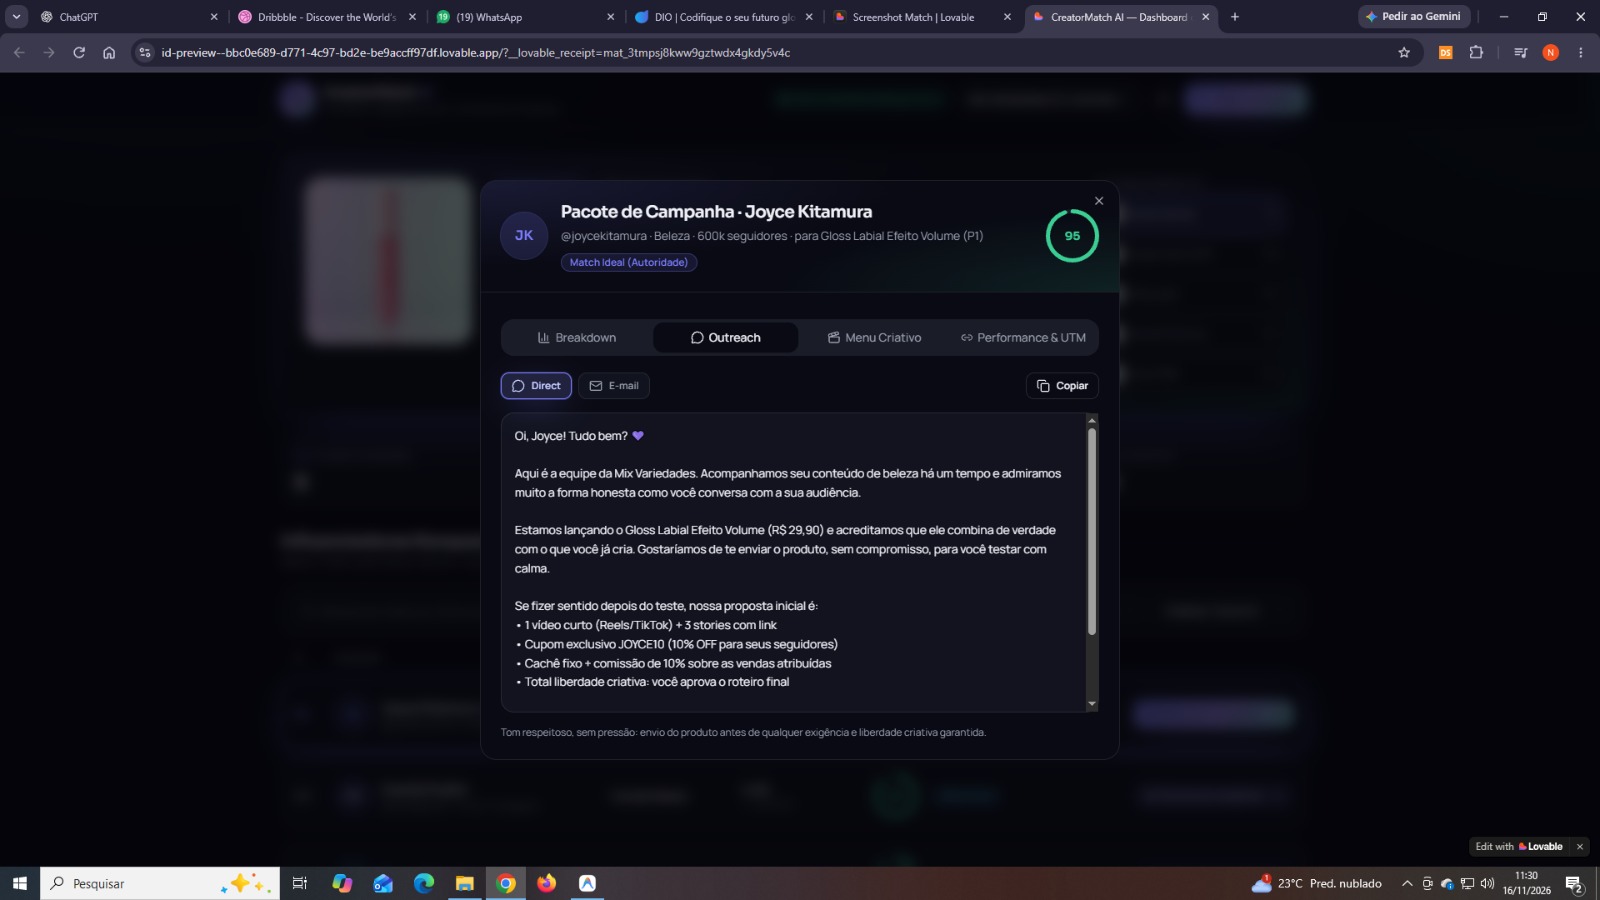 ChatGPT
Dribbble - Discover the World's
(19) WhatsApp
DIO | Codifique o seu futuro glo
Screenshot Match | Lovable
CreatorMatch AI — Dashboard
Pedir ao Gemini
id-preview--bbc0e689-d771-4c97-bd2e-be9accff97df.lovable.app/?__lovable_receipt=mat_3tmpsj8kww9gztwdx4gkdy5v4c
DS
N
JK
Pacote de Campanha · Joyce Kitamura
@joycekitamura · Beleza · 600k seguidores · para Gloss Labial Efeito Volume (P1)
Match Ideal (Autoridade)
95
Breakdown
Outreach
Menu Criativo
Performance & UTM
Direct
E-mail
Copiar
Oi, Joyce! Tudo bem? 💜
Aqui é a equipe da Mix Variedades. Acompanhamos seu conteúdo de beleza há um tempo e admiramos
muito a forma honesta como você conversa com a sua audiência.
Estamos lançando o Gloss Labial Efeito Volume (R$ 29,90) e acreditamos que ele combina de verdade
com o que você já cria. Gostaríamos de te enviar o produto, sem compromisso, para você testar com
calma.
Se fizer sentido depois do teste, nossa proposta inicial é:
• 1 vídeo curto (Reels/TikTok) + 3 stories com link
• Cupom exclusivo JOYCE10 (10% OFF para seus seguidores)
• Cachê fixo + comissão de 10% sobre as vendas atribuídas
• Total liberdade criativa: você aprova o roteiro final
Tom respeitoso, sem pressão: envio do produto antes de qualquer exigência e liberdade criativa garantida.
Edit with Lovable
Pesquisar
23°C Pred. nublado
11:30
16/11/2026
2